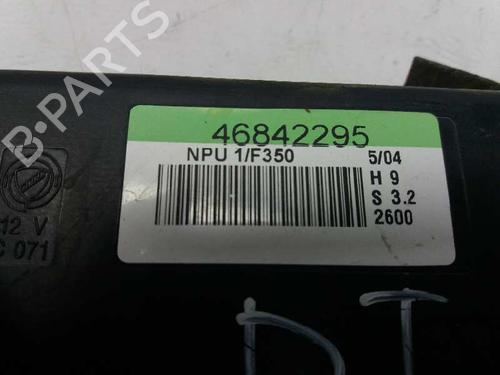 B-PARTS
46842295
NPU 1/F350
5/04
H 9
S 3.2
2600
12 V
C 071